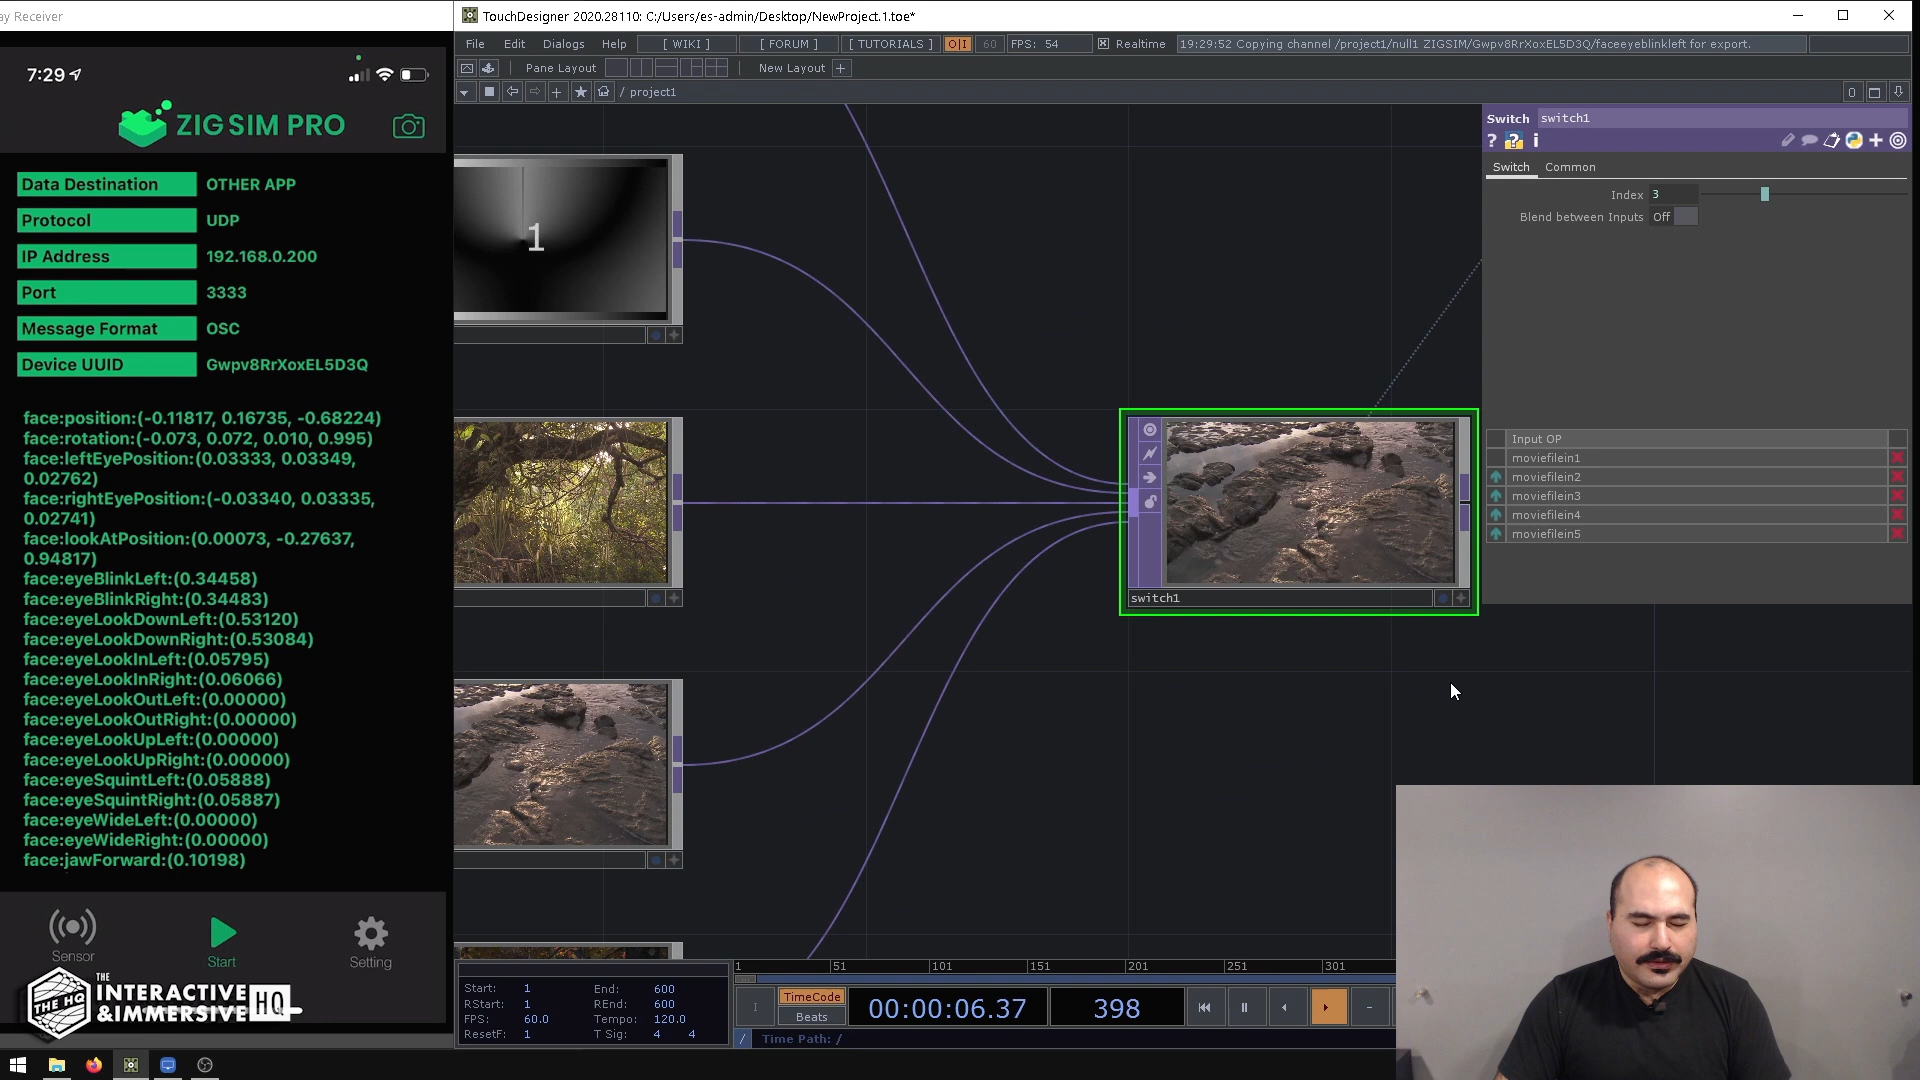 ay Receiver
7:29
ZIG SIM PRO
Data Destination OTHER APP
Protocol UDP
IP Address 192.168.0.200
Port 3333
Message Format OSC
Device UUID Gwpv8RrXoxEL5D3Q
face:position:(-0.11817, 0.16735, -0.68224)
face:rotation:(-0.073, 0.072, 0.010, 0.995)
face:leftEyePosition:(0.03333, 0.03349,
0.02762)
face:rightEyePosition:(-0.03340, 0.03335,
0.02741)
face:lookAtPosition:(0.00073, -0.27637,
0.94817)
face:eyeBlinkLeft:(0.34458)
face:eyeBlinkRight:(0.34483)
face:eyeLookDownLeft:(0.53120)
face:eyeLookDownRight:(0.53084)
face:eyeLookInLeft:(0.05795)
face:eyeLookInRight:(0.06066)
face:eyeLookOutLeft:(0.00000)
face:eyeLookOutRight:(0.00000)
face:eyeLookUpLeft:(0.00000)
face:eyeLookUpRight:(0.00000)
face:eyeSquintLeft:(0.05888)
face:eyeSquintRight:(0.05887)
face:eyeWideLeft:(0.00000)
face:eyeWideRight:(0.00000)
face:jawForward:(0.10198)
Sensor Start Setting
THE HQ
THE
INTERACTIVE
& IMMERSIVE HQ
TouchDesigner 2020.28110: C:/Users/es-admin/Desktop/NewProject.1.toe*
File Edit Dialogs Help [ WIKI ] [ FORUM ] [ TUTORIALS ] O|I 60 FPS: 54 Realtime 19:29:52 Copying channel /project1/null1 ZIGSIM/Gwpv8RrXoxEL5D3Q/faceeyeblinkleft for export.
Pane Layout New Layout +
/ project1 0
1
switch1
Switch switch1
? ? i
Switch Common
Index 3
Blend between Inputs Off
Input OP
moviefilein1
moviefilein2
moviefilein3
moviefilein4
moviefilein5
1 51 101 151 201 251 301
Start: 1 End: 600
RStart: 1 REnd: 600
FPS: 60.0 Tempo: 120.0
ResetF: 1 T Sig: 4 4
I TimeCode
Beats
00:00:06.37 398
/ Time Path: /